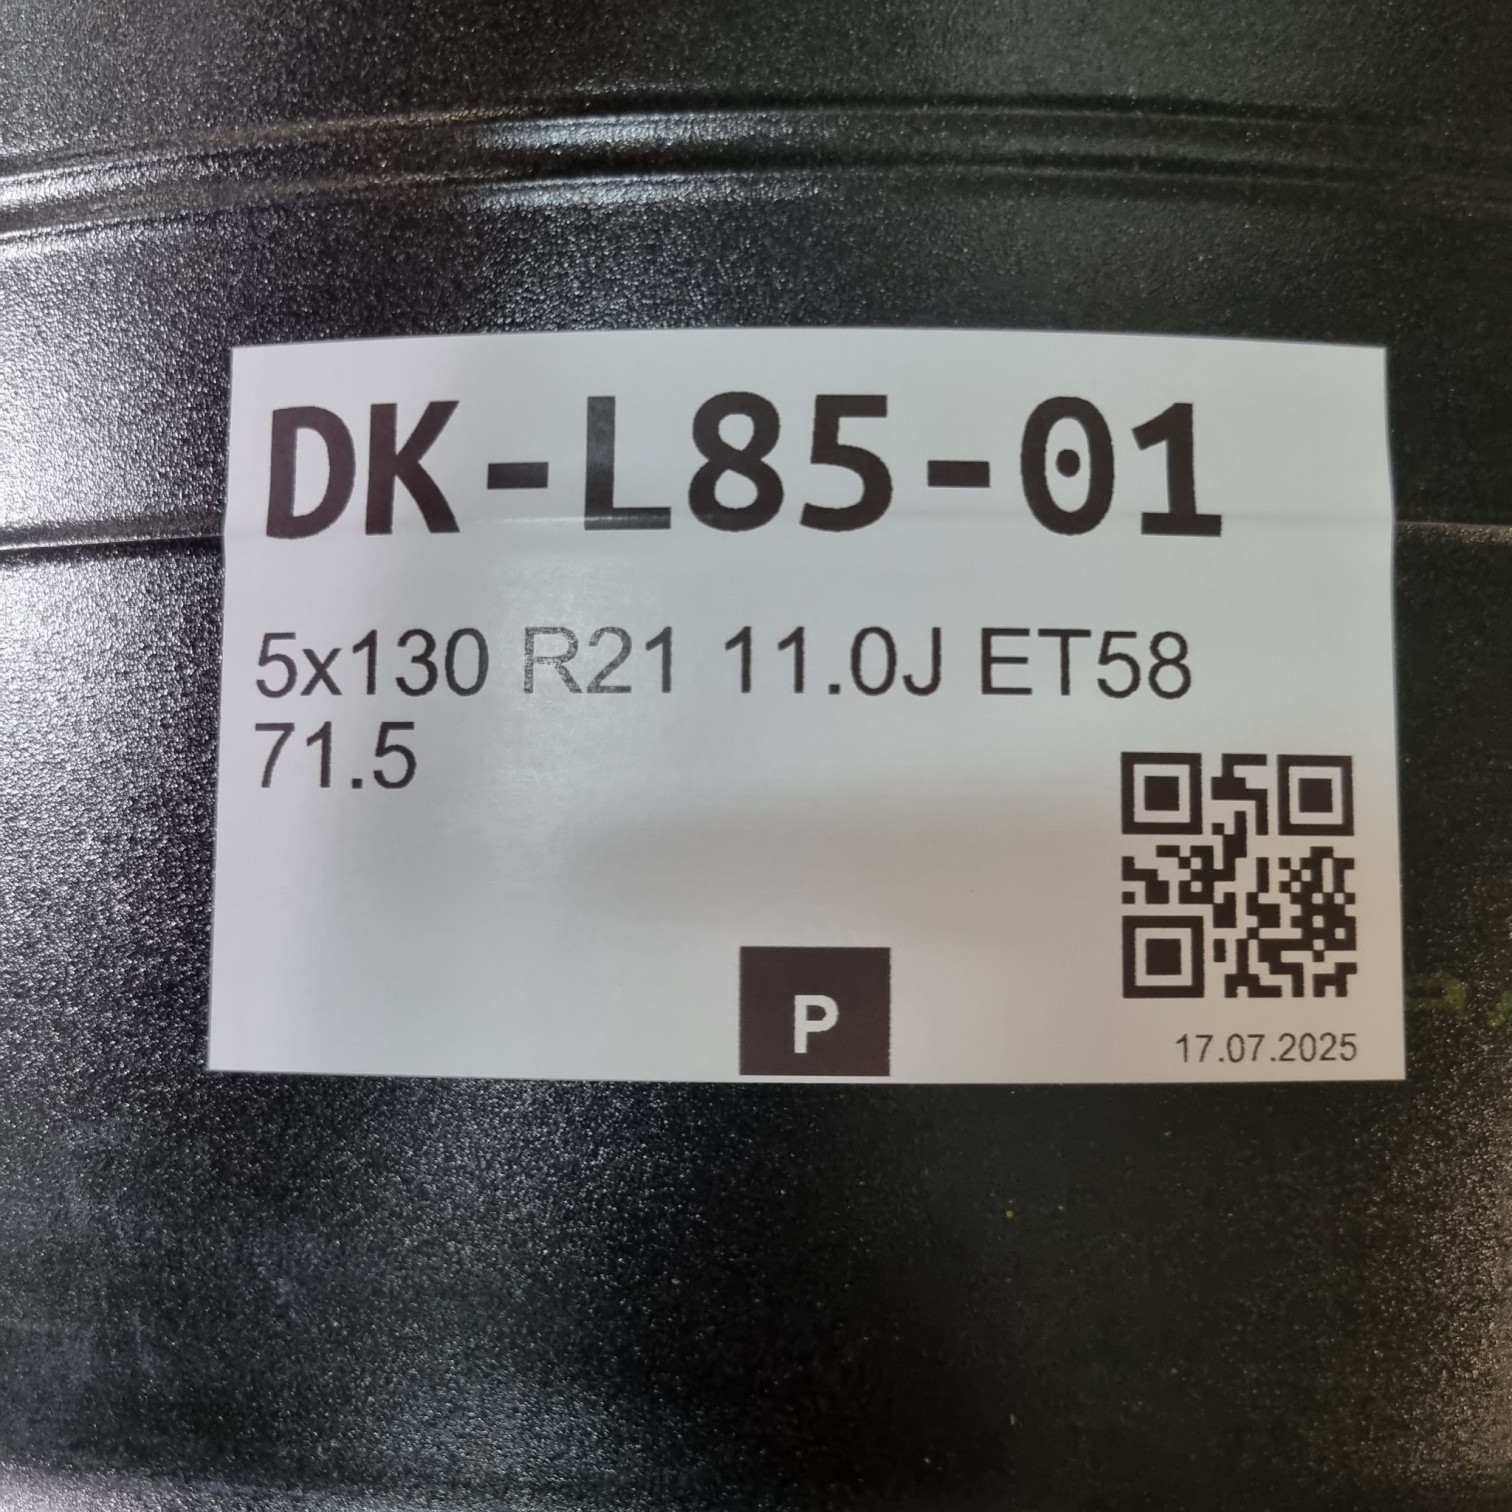 DK-L85-01
5x130 R21 11.0J ET58
71.5
P
17.07.2025